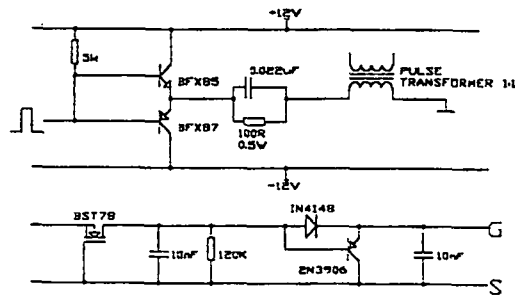 +12V
5k
BFX85
0.022uF
PULSE
TRANSFORMER 1:1
BFX87
100R
0.5W
-12V
BST78
IN4148
G
10nF
120K
10nF
2N3906
S